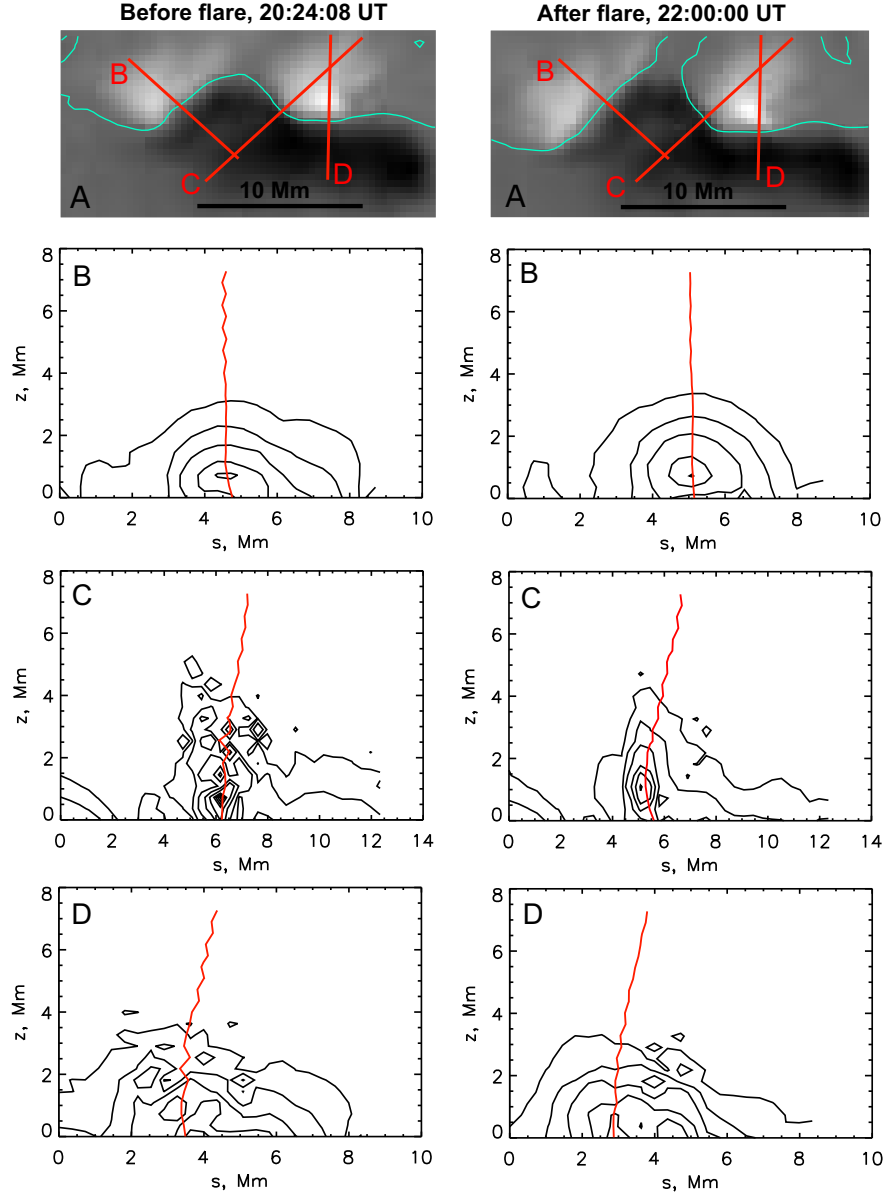 Before flare, 20:24:08 UT
After flare, 22:00:00 UT
B
C
D
A
10 Mm
B
C
D
A
10 Mm
B
8
6
4
2
0
z, Mm
0 2 4 6 8 10
s, Mm
B
8
6
4
2
0
z, Mm
0 2 4 6 8 10
s, Mm
C
8
6
4
2
0
z, Mm
0 2 4 6 8 10 12 14
s, Mm
C
8
6
4
2
0
z, Mm
0 2 4 6 8 10 12 14
s, Mm
D
8
6
4
2
0
z, Mm
0 2 4 6 8 10
s, Mm
D
8
6
4
2
0
z, Mm
0 2 4 6 8 10
s, Mm